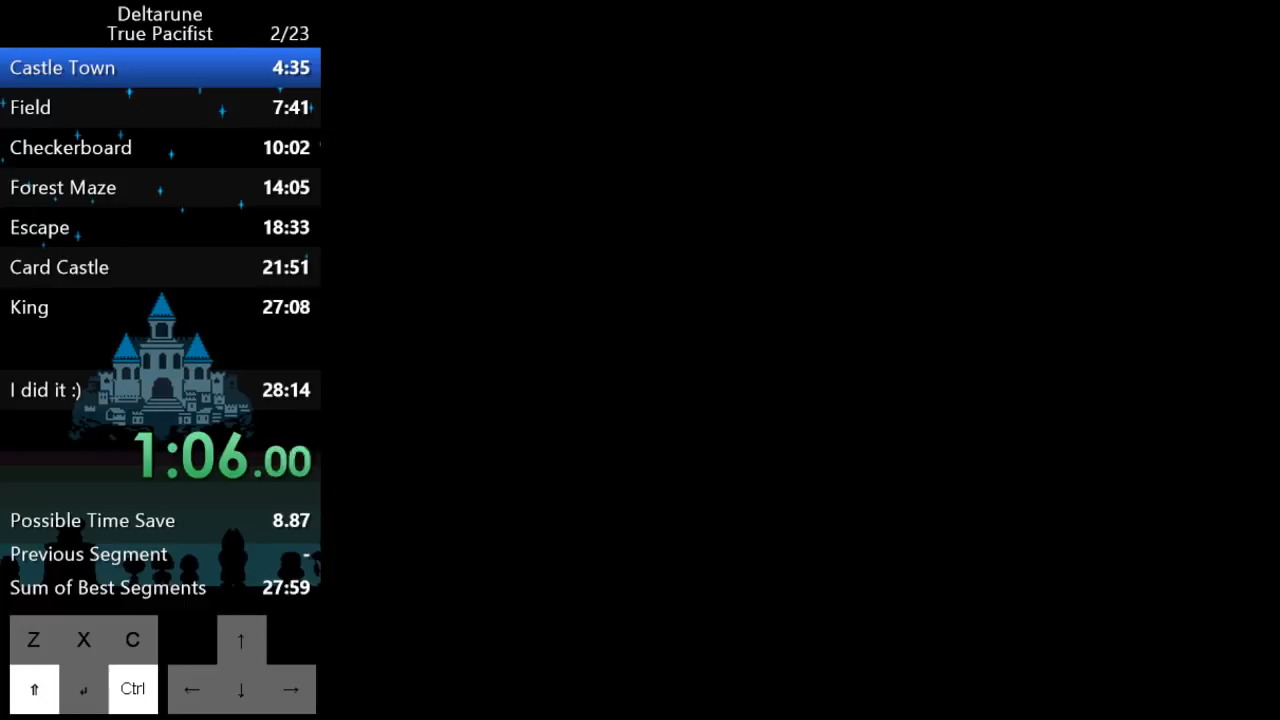 Deltarune
True Pacifist 2/23
Castle Town 4:35
Field 7:41
Checkerboard 10:02
Forest Maze 14:05
Escape 18:33
Card Castle 21:51
King 27:08
I did it :) 28:14
1:06.00
Possible Time Save 8.87
Previous Segment -
Sum of Best Segments 27:59
Z X C ↑
⇑ ↲ Ctrl ← ↓ →